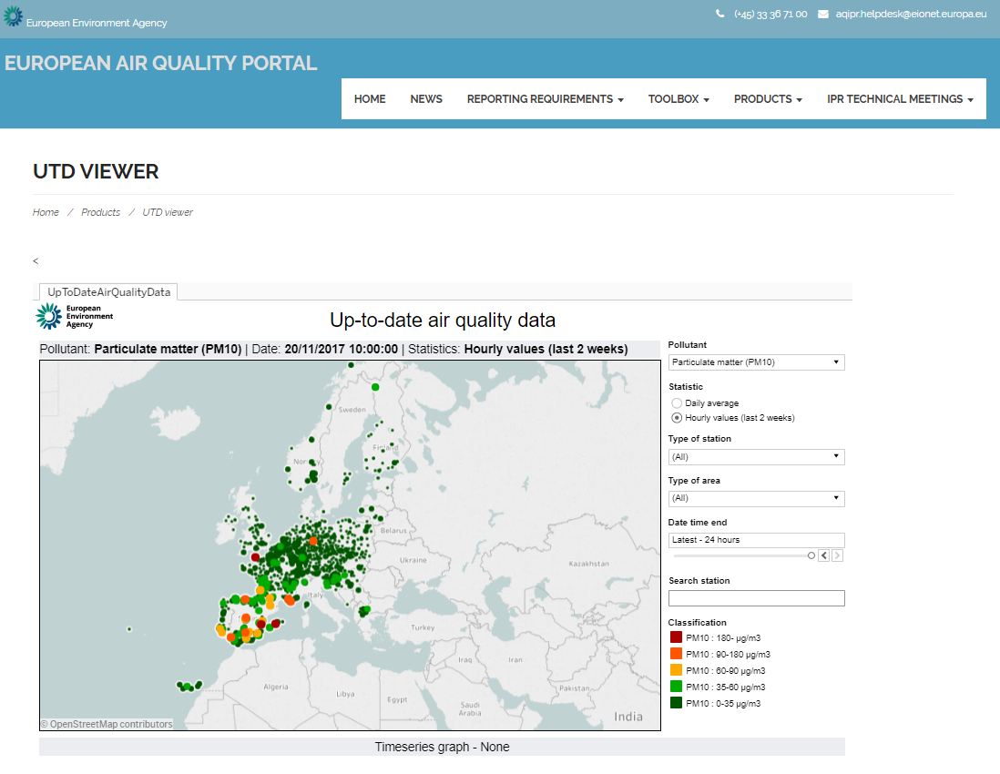 European Environment Agency
(+45) 33 36 71 00 aqipr.helpdesk@eionet.europa.eu
EUROPEAN AIR QUALITY PORTAL
HOME NEWS REPORTING REQUIREMENTS TOOLBOX PRODUCTS IPR TECHNICAL MEETINGS
UTD VIEWER
Home / Products / UTD viewer
<
UpToDateAirQualityData
European
Environment
Agency
Up-to-date air quality data
Pollutant: Particulate matter (PM10) | Date: 20/11/2017 10:00:00 | Statistics: Hourly values (last 2 weeks)
Sweden
Finland
Nor
Belarus
Ukraine
Kazakhstan
Italy
Turkey
Iraq
Iran
Algeria
Libya
Egypt
Pakistan
Saudi
Arabia
India
© OpenStreetMap contributors
Pollutant
Particulate matter (PM10)
Statistic
Daily average
Hourly values (last 2 weeks)
Type of station
(All)
Type of area
(All)
Date time end
Latest - 24 hours
Search station
Classification
PM10 : 180- µg/m3
PM10 : 90-180 µg/m3
PM10 : 60-90 µg/m3
PM10 : 35-60 µg/m3
PM10 : 0-35 µg/m3
Timeseries graph - None